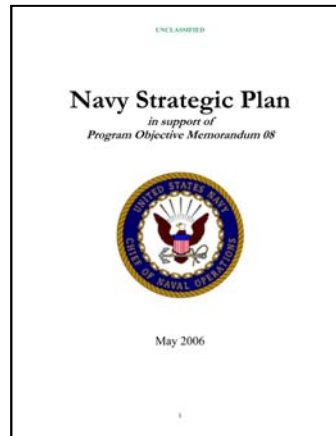 UNCLASSIFIED
Navy Strategic Plan
in support of
Program Objective Memorandum 08
UNITED STATES NAVY
CHIEF OF NAVAL OPERATIONS
May 2006